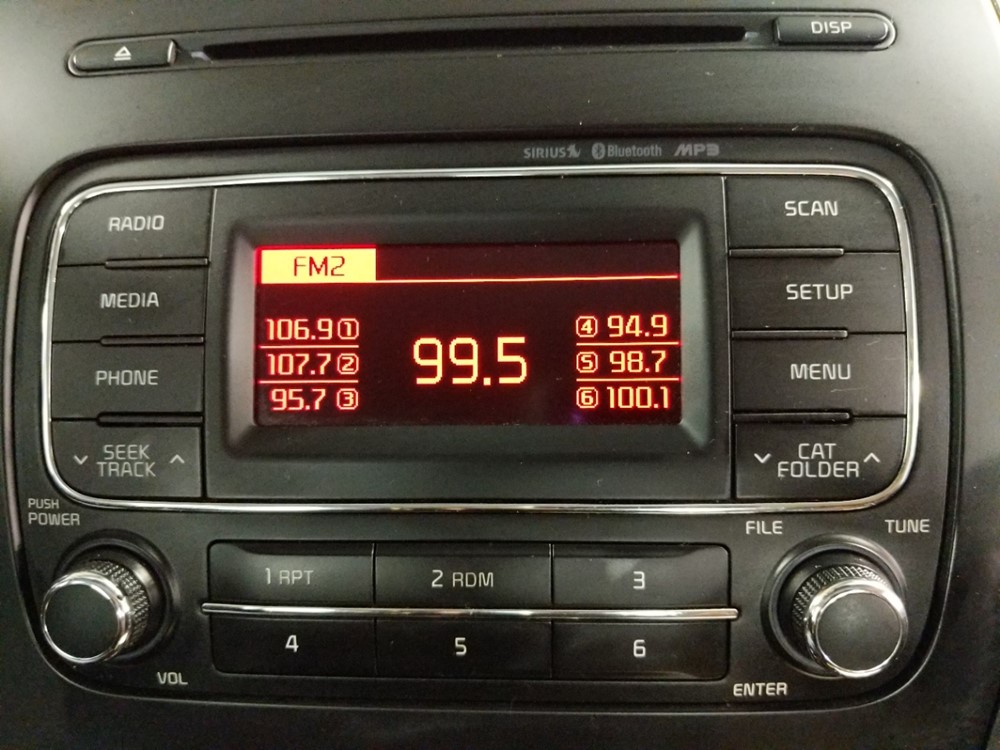 DISP
SIRIUS Bluetooth MP3
RADIO
MEDIA
PHONE
SEEK
TRACK
FM2
106.9 1
107.7 2
95.7 3
99.5
4 94.9
5 98.7
6 100.1
SCAN
SETUP
MENU
CAT
FOLDER
PUSH
POWER
VOL
1 RPT
2 RDM
3
4
5
6
FILE
TUNE
ENTER